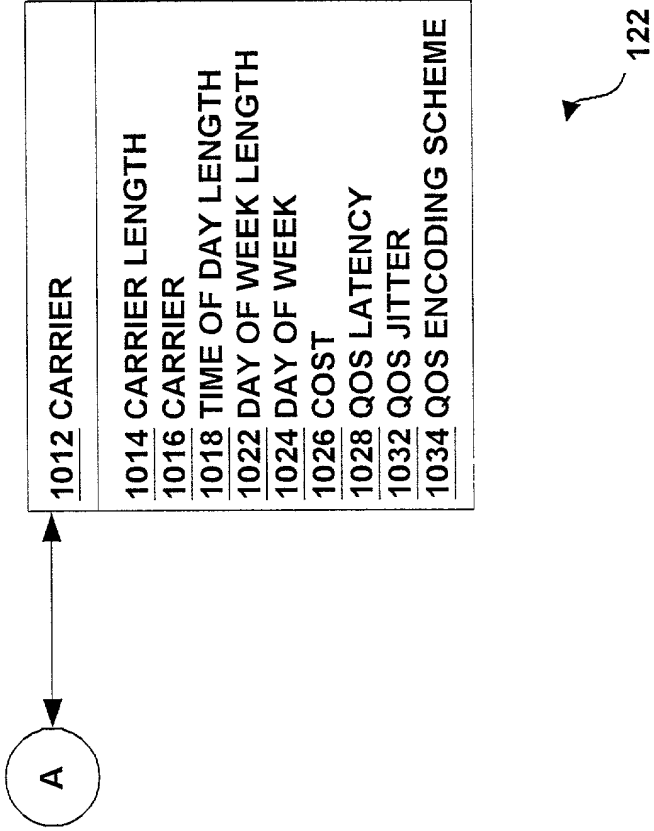 A
1012 CARRIER
1014 CARRIER LENGTH
1016 CARRIER
1018 TIME OF DAY LENGTH
1022 DAY OF WEEK LENGTH
1024 DAY OF WEEK
1026 COST
1028 QOS LATENCY
1032 QOS JITTER
1034 QOS ENCODING SCHEME
122